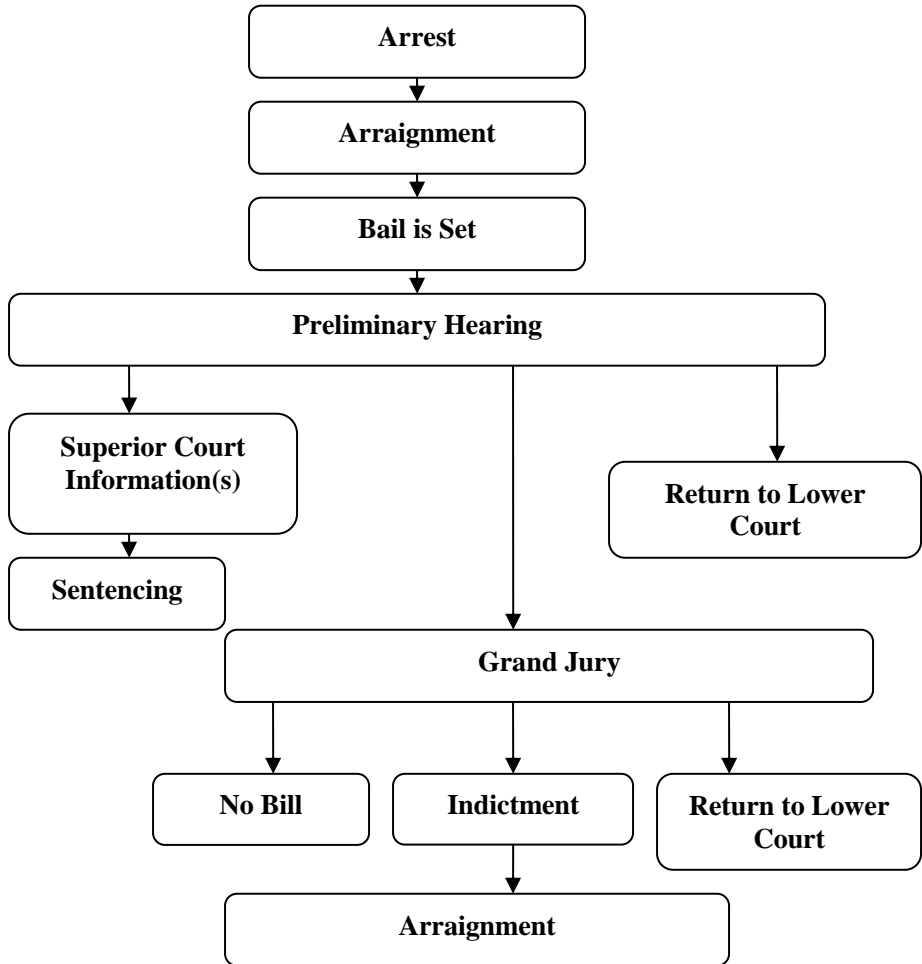 Arrest
Arraignment
Bail is Set
Preliminary Hearing
Superior Court
Information(s)
Return to Lower
Court
Sentencing
Grand Jury
No Bill
Indictment
Return to Lower
Court
Arraignment